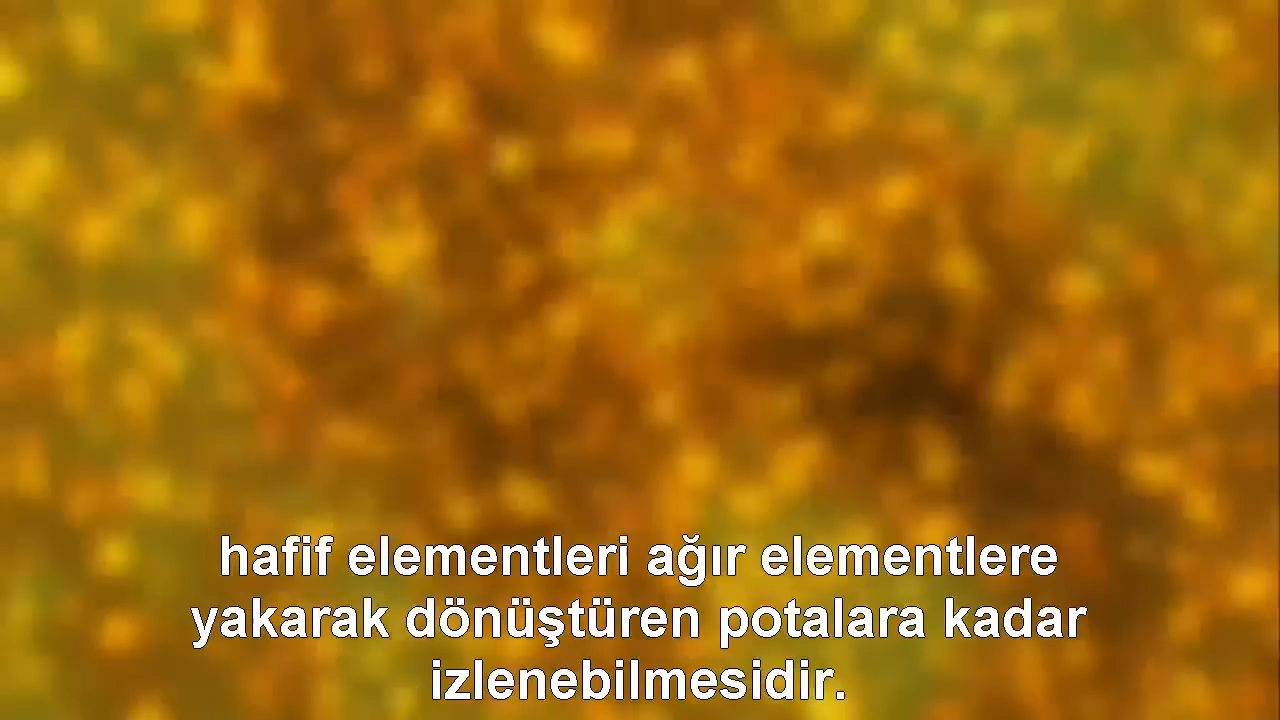 hafif elementleri ağır elementlere
yakarak dönüştüren potalara kadar
izlenebilmesidir.